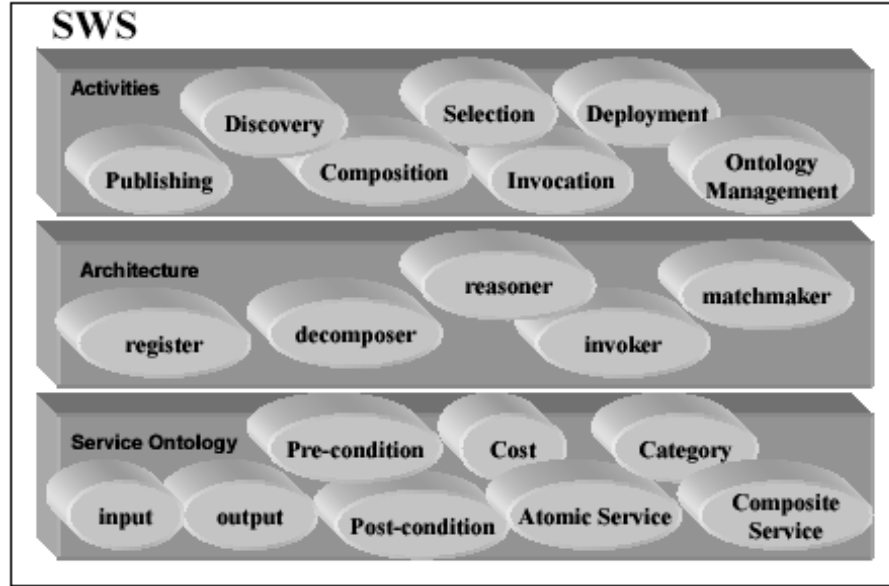 SWS
Activities
Discovery
Selection
Deployment
Publishing
Composition
Invocation
Ontology
Management
Architecture
register
decomposer
reasoner
invoker
matchmaker
Service Ontology
Pre-condition
Cost
Category
input
output
Post-condition
Atomic Service
Composite
Service